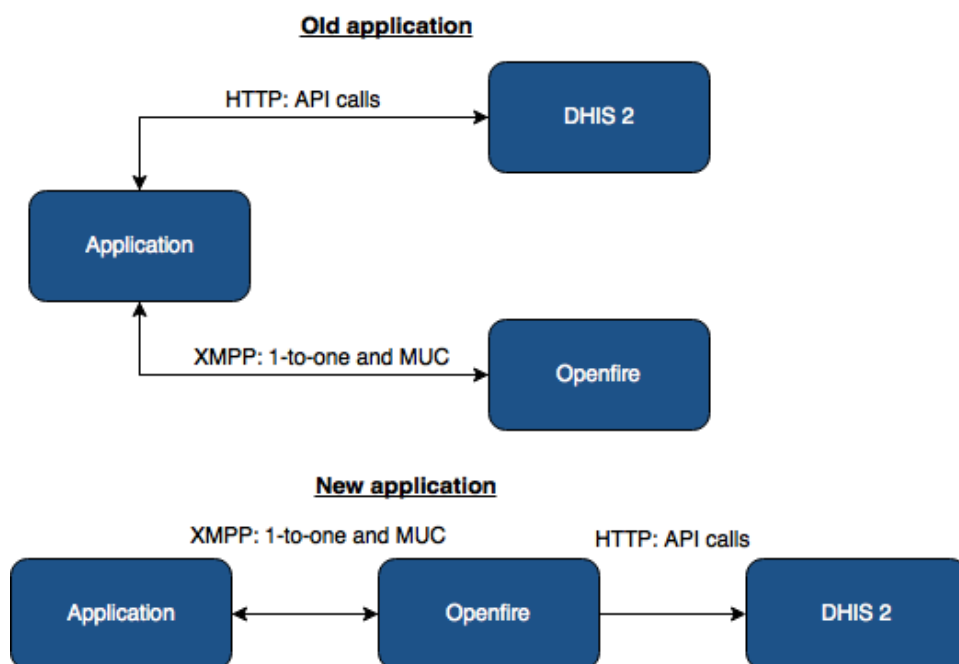 Old application
HTTP: API calls
DHIS 2
Application
XMPP: 1-to-one and MUC
Openfire
New application
XMPP: 1-to-one and MUC
HTTP: API calls
Application
Openfire
DHIS 2